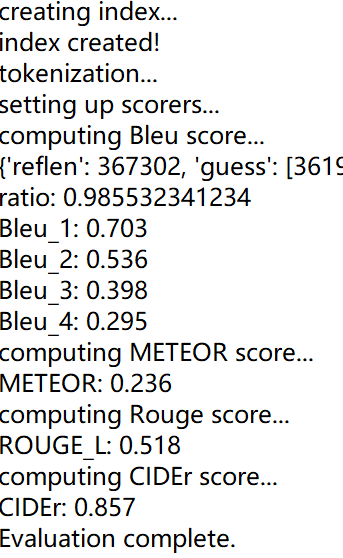 creating index...
index created!
tokenization...
setting up scorers...
computing Bleu score...
{'reflen': 367302, 'guess': [3619
ratio: 0.985532341234
Bleu_1: 0.703
Bleu_2: 0.536
Bleu_3: 0.398
Bleu_4: 0.295
computing METEOR score...
METEOR: 0.236
computing Rouge score...
ROUGE_L: 0.518
computing CIDEr score...
CIDEr: 0.857
Evaluation complete.